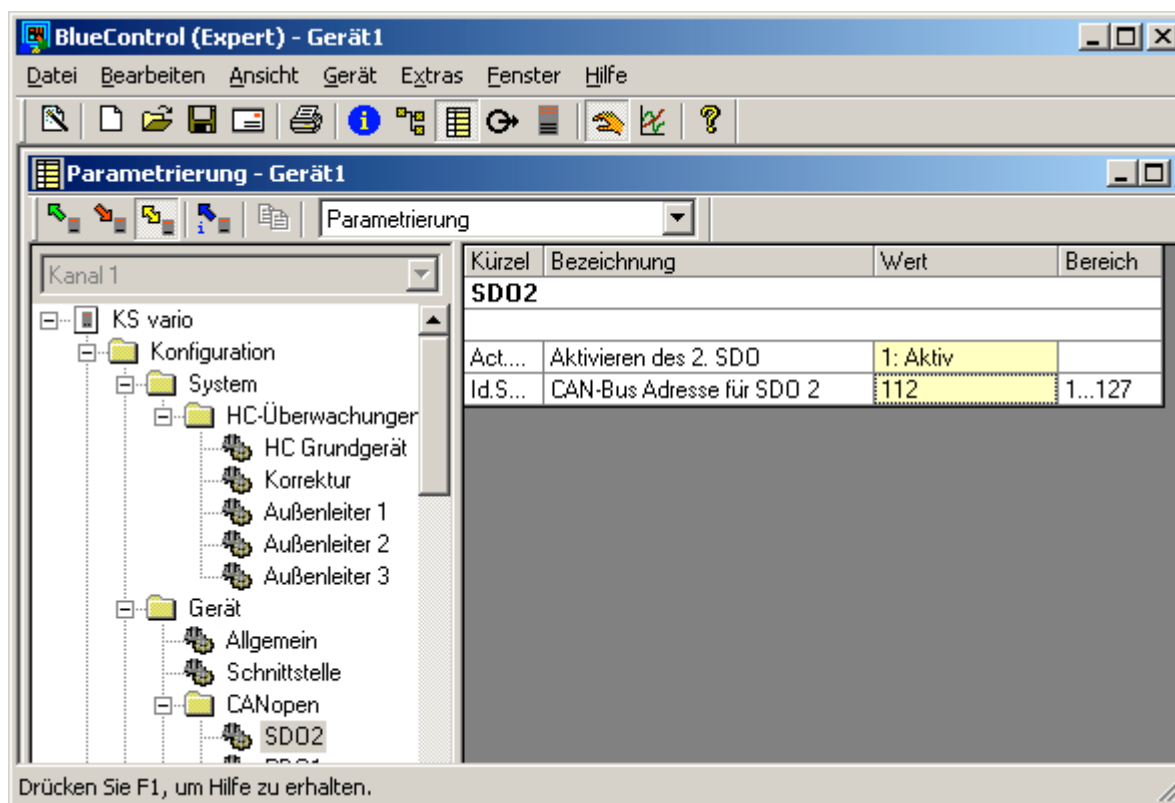 BlueControl (Expert) - Gerät1
Datei Bearbeiten Ansicht Gerät Extras Fenster Hilfe
Parametrierung - Gerät1
Parametrierung
Kanal 1
KS vario
Konfiguration
System
HC-Überwachungen
HC Grundgerät
Korrektur
Außenleiter 1
Außenleiter 2
Außenleiter 3
Gerät
Allgemein
Schnittstelle
CANopen
SDO2
Kürzel Bezeichnung Wert Bereich
SDO2
Act.... Aktivieren des 2. SDO 1: Aktiv
Id.S... CAN-Bus Adresse für SDO 2 112 1...127
Drücken Sie F1, um Hilfe zu erhalten.